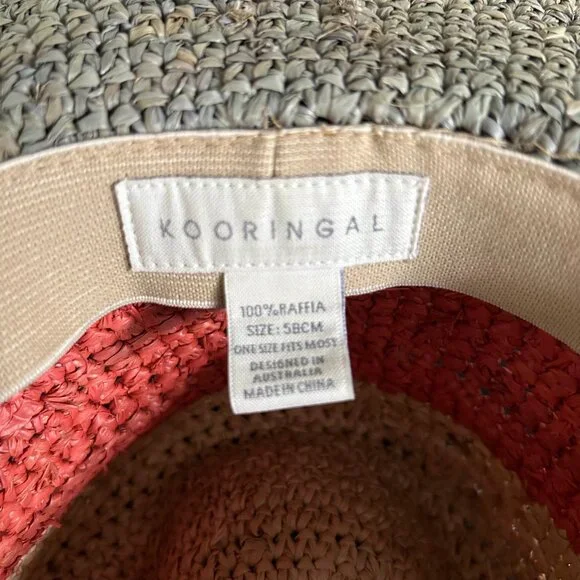 KOORINGAL
100% RAFFIA
SIZE: 58CM
ONE SIZE FITS MOST
DESIGNED IN
AUSTRALIA
MADE IN CHINA